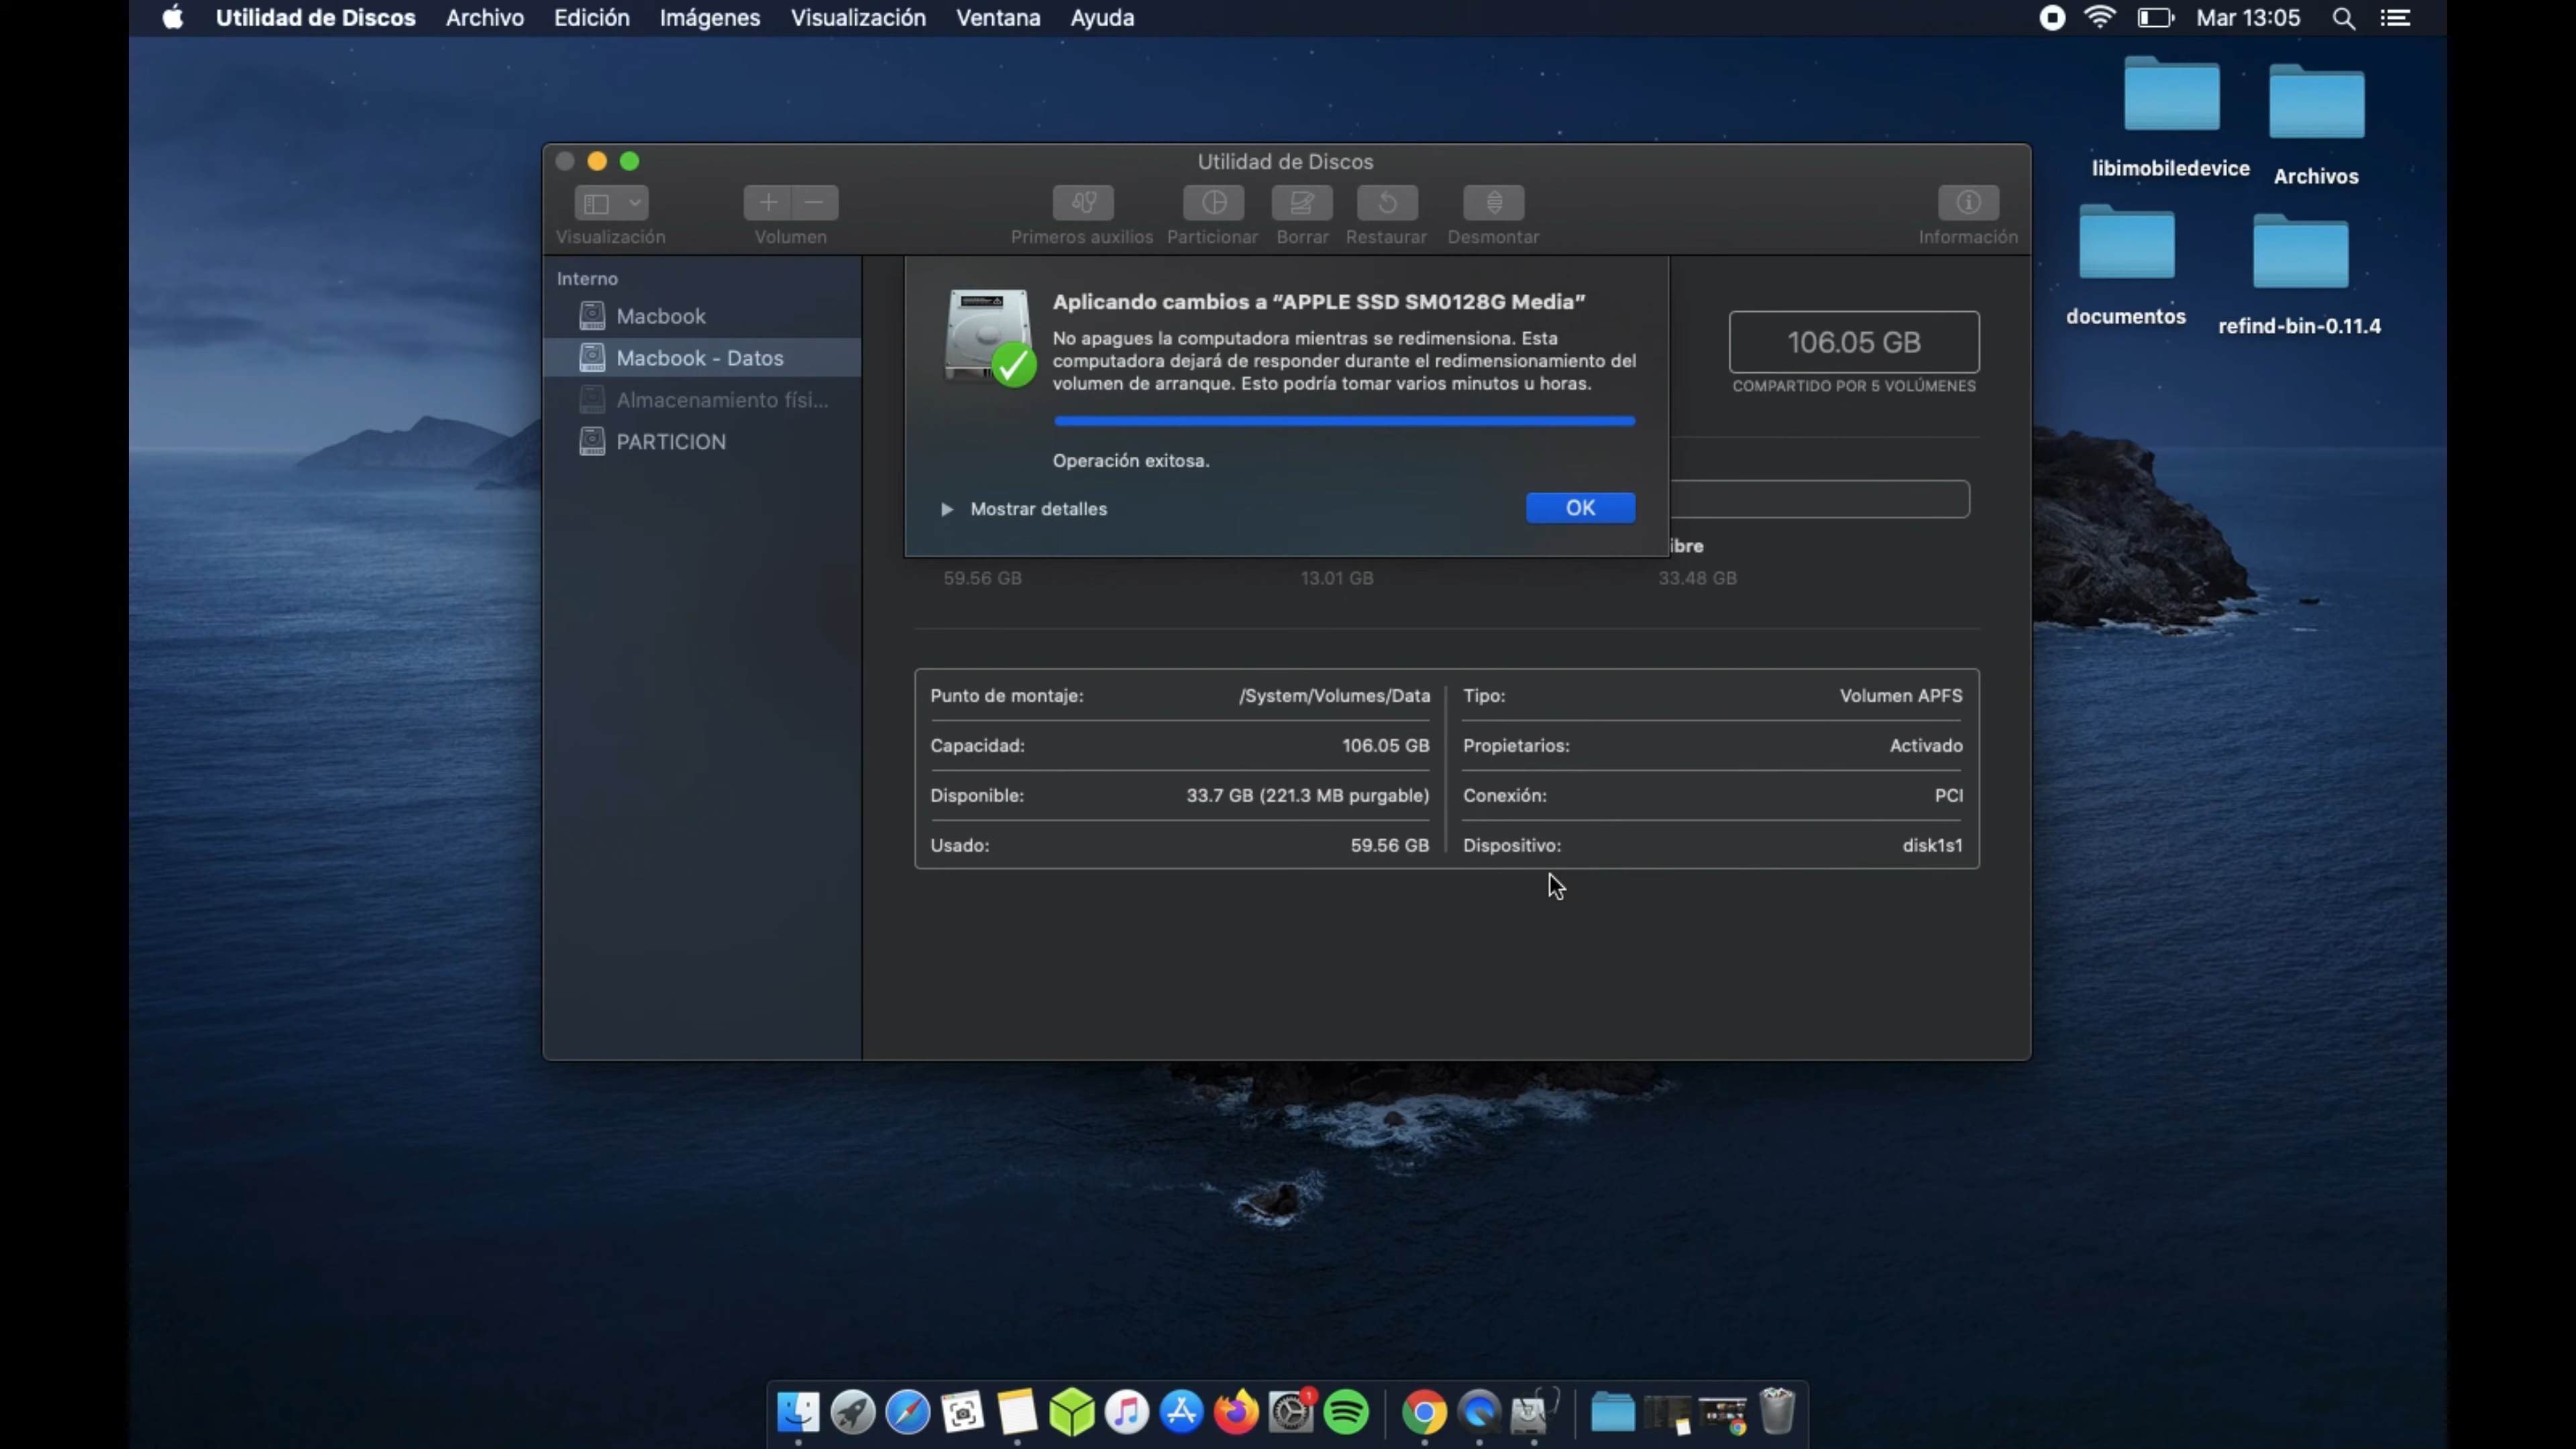 Utilidad de Discos Archivo Edición Imágenes Visualización Ventana Ayuda Mar 13:05
libimobiledevice Archivos
documentos refind-bin-0.11.4
Utilidad de Discos
Visualización Volumen Primeros auxilios Particionar Borrar Restaurar Desmontar Información
Interno
Macbook
Macbook - Datos
Almacenamiento físi...
PARTICION
Aplicando cambios a “APPLE SSD SM0128G Media”
No apagues la computadora mientras se redimensiona. Esta
computadora dejará de responder durante el redimensionamiento del
volumen de arranque. Esto podría tomar varios minutos u horas.
Operación exitosa.
Mostrar detalles OK
106.05 GB
COMPARTIDO POR 5 VOLÚMENES
ibre
59.56 GB 13.01 GB 33.48 GB
Punto de montaje: /System/Volumes/Data Tipo: Volumen APFS
Capacidad: 106.05 GB Propietarios: Activado
Disponible: 33.7 GB (221.3 MB purgable) Conexión: PCI
Usado: 59.56 GB Dispositivo: disk1s1
1